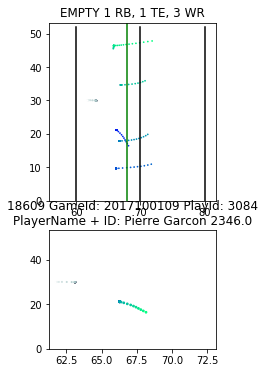 EMPTY 1 RB, 1 TE, 3 WR
50
40
30
20
10
0
60 70 80
18609 GameId: 2017100109 PlayId: 3084
PlayerName + ID: Pierre Garcon 2346.0
40
20
0
62.5 65.0 67.5 70.0 72.5